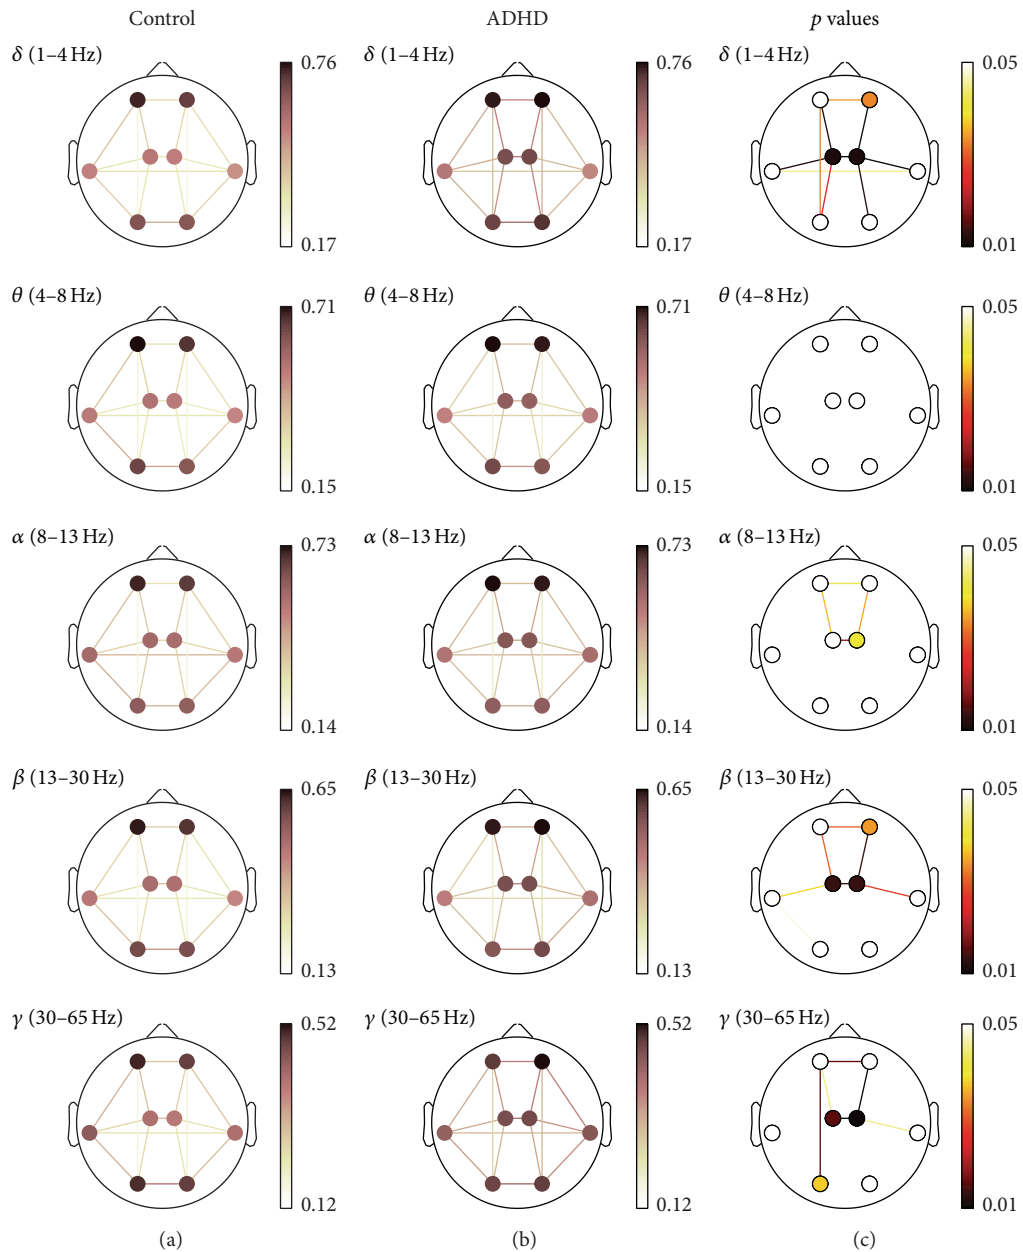 Control ADHD p values
δ (1–4 Hz) δ (1–4 Hz) δ (1–4 Hz)
0.76 0.76 0.05
0.17 0.17 0.01
θ (4–8 Hz) θ (4–8 Hz) θ (4–8 Hz)
0.71 0.71 0.05
0.15 0.15 0.01
α (8–13 Hz) α (8–13 Hz) α (8–13 Hz)
0.73 0.73 0.05
0.14 0.14 0.01
β (13–30 Hz) β (13–30 Hz) β (13–30 Hz)
0.65 0.65 0.05
0.13 0.13 0.01
γ (30–65 Hz) γ (30–65 Hz) γ (30–65 Hz)
0.52 0.52 0.05
0.12 0.12 0.01
(a) (b) (c)